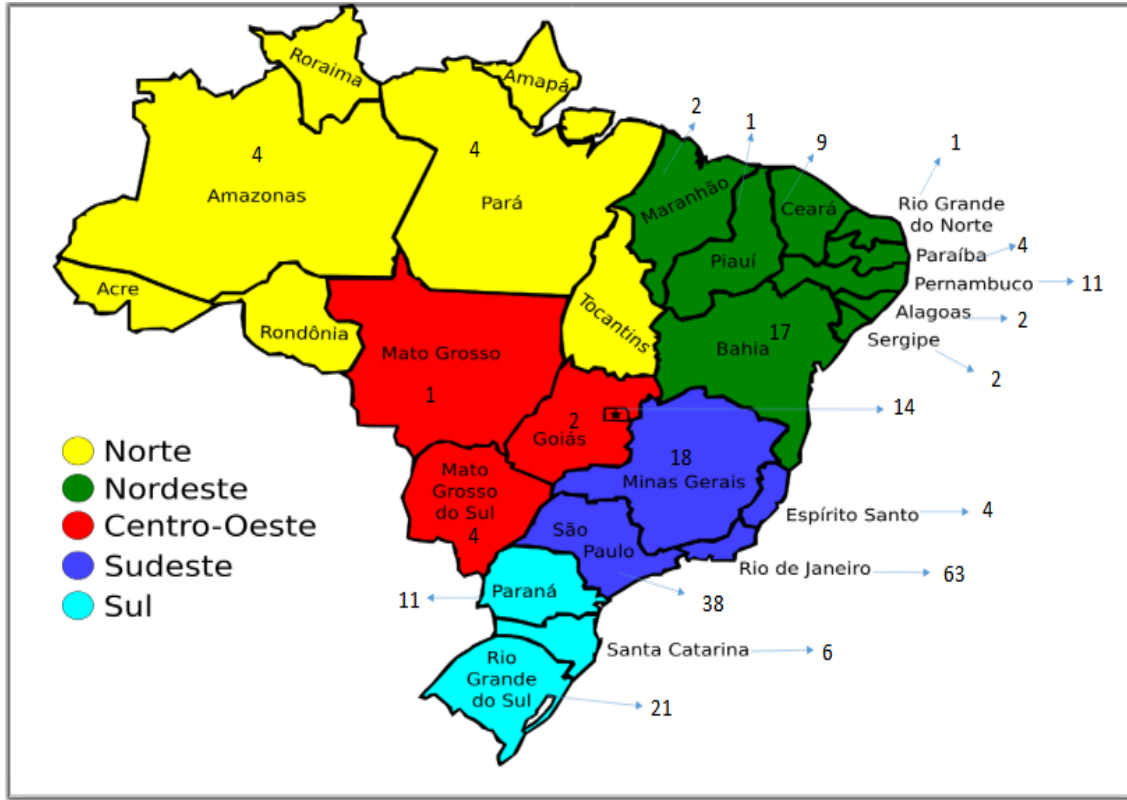 Roraima
Amapá
2
1
9
1
4
4
Amazonas
Pará
Maranhão
Ceará
Rio Grande
do Norte
Paraíba
4
Piauí
Pernambuco
11
Acre
Rondônia
Tocantins
Alagoas
2
Sergipe
2
Bahia
17
Mato Grosso
1
14
2
Goiás
18
Minas Gerais
Mato
Grosso
do Sul
4
Norte
Nordeste
Centro-Oeste
Sudeste
Sul
Espírito Santo
4
São
Paulo
Rio de Janeiro
63
38
11
Paraná
Santa Catarina
6
Rio
Grande
do Sul
21